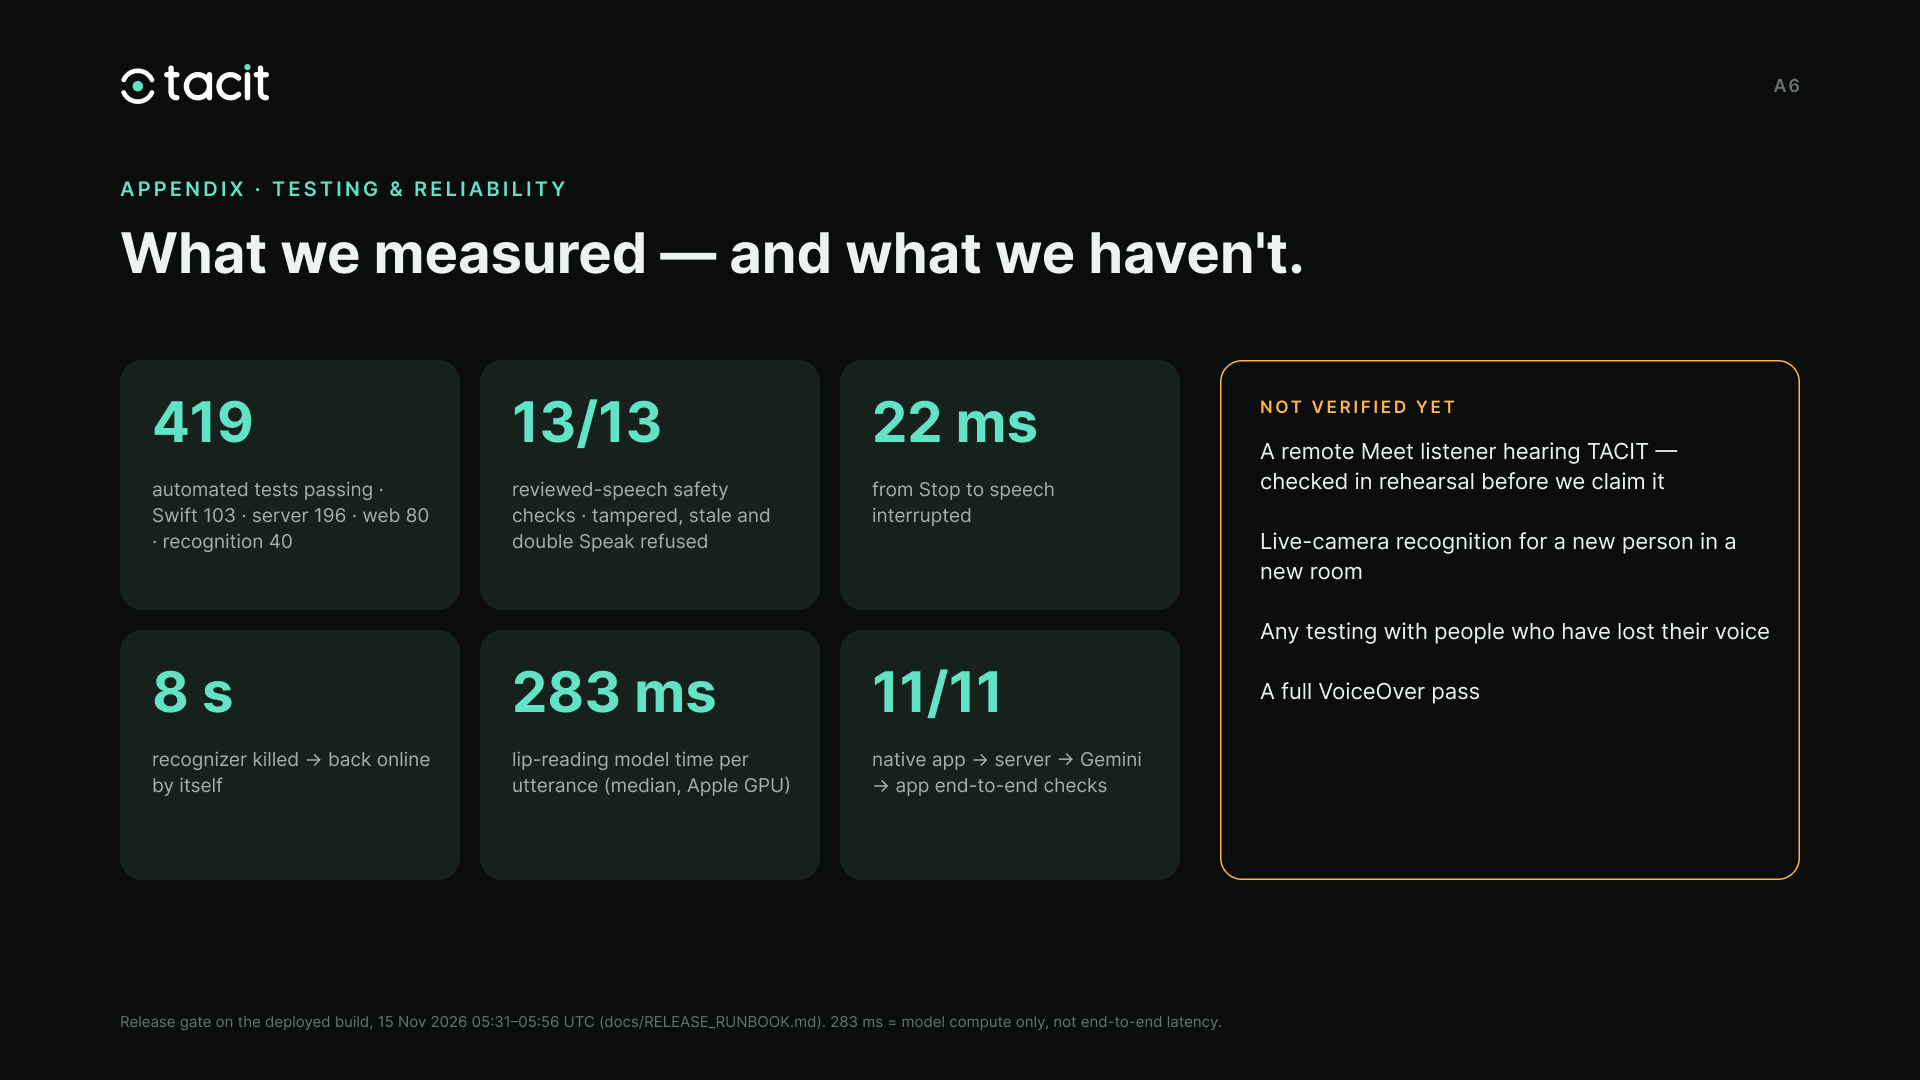 tacit
A6
APPENDIX · TESTING & RELIABILITY
What we measured — and what we haven't.
419
automated tests passing ·
Swift 103 · server 196 · web 80
· recognition 40
13/13
reviewed-speech safety
checks · tampered, stale and
double Speak refused
22 ms
from Stop to speech
interrupted
8 s
recognizer killed → back online
by itself
283 ms
lip-reading model time per
utterance (median, Apple GPU)
11/11
native app → server → Gemini
→ app end-to-end checks
NOT VERIFIED YET
A remote Meet listener hearing TACIT —
checked in rehearsal before we claim it
Live-camera recognition for a new person in a
new room
Any testing with people who have lost their voice
A full VoiceOver pass
Release gate on the deployed build, 15 Nov 2026 05:31–05:56 UTC (docs/RELEASE_RUNBOOK.md). 283 ms = model compute only, not end-to-end latency.